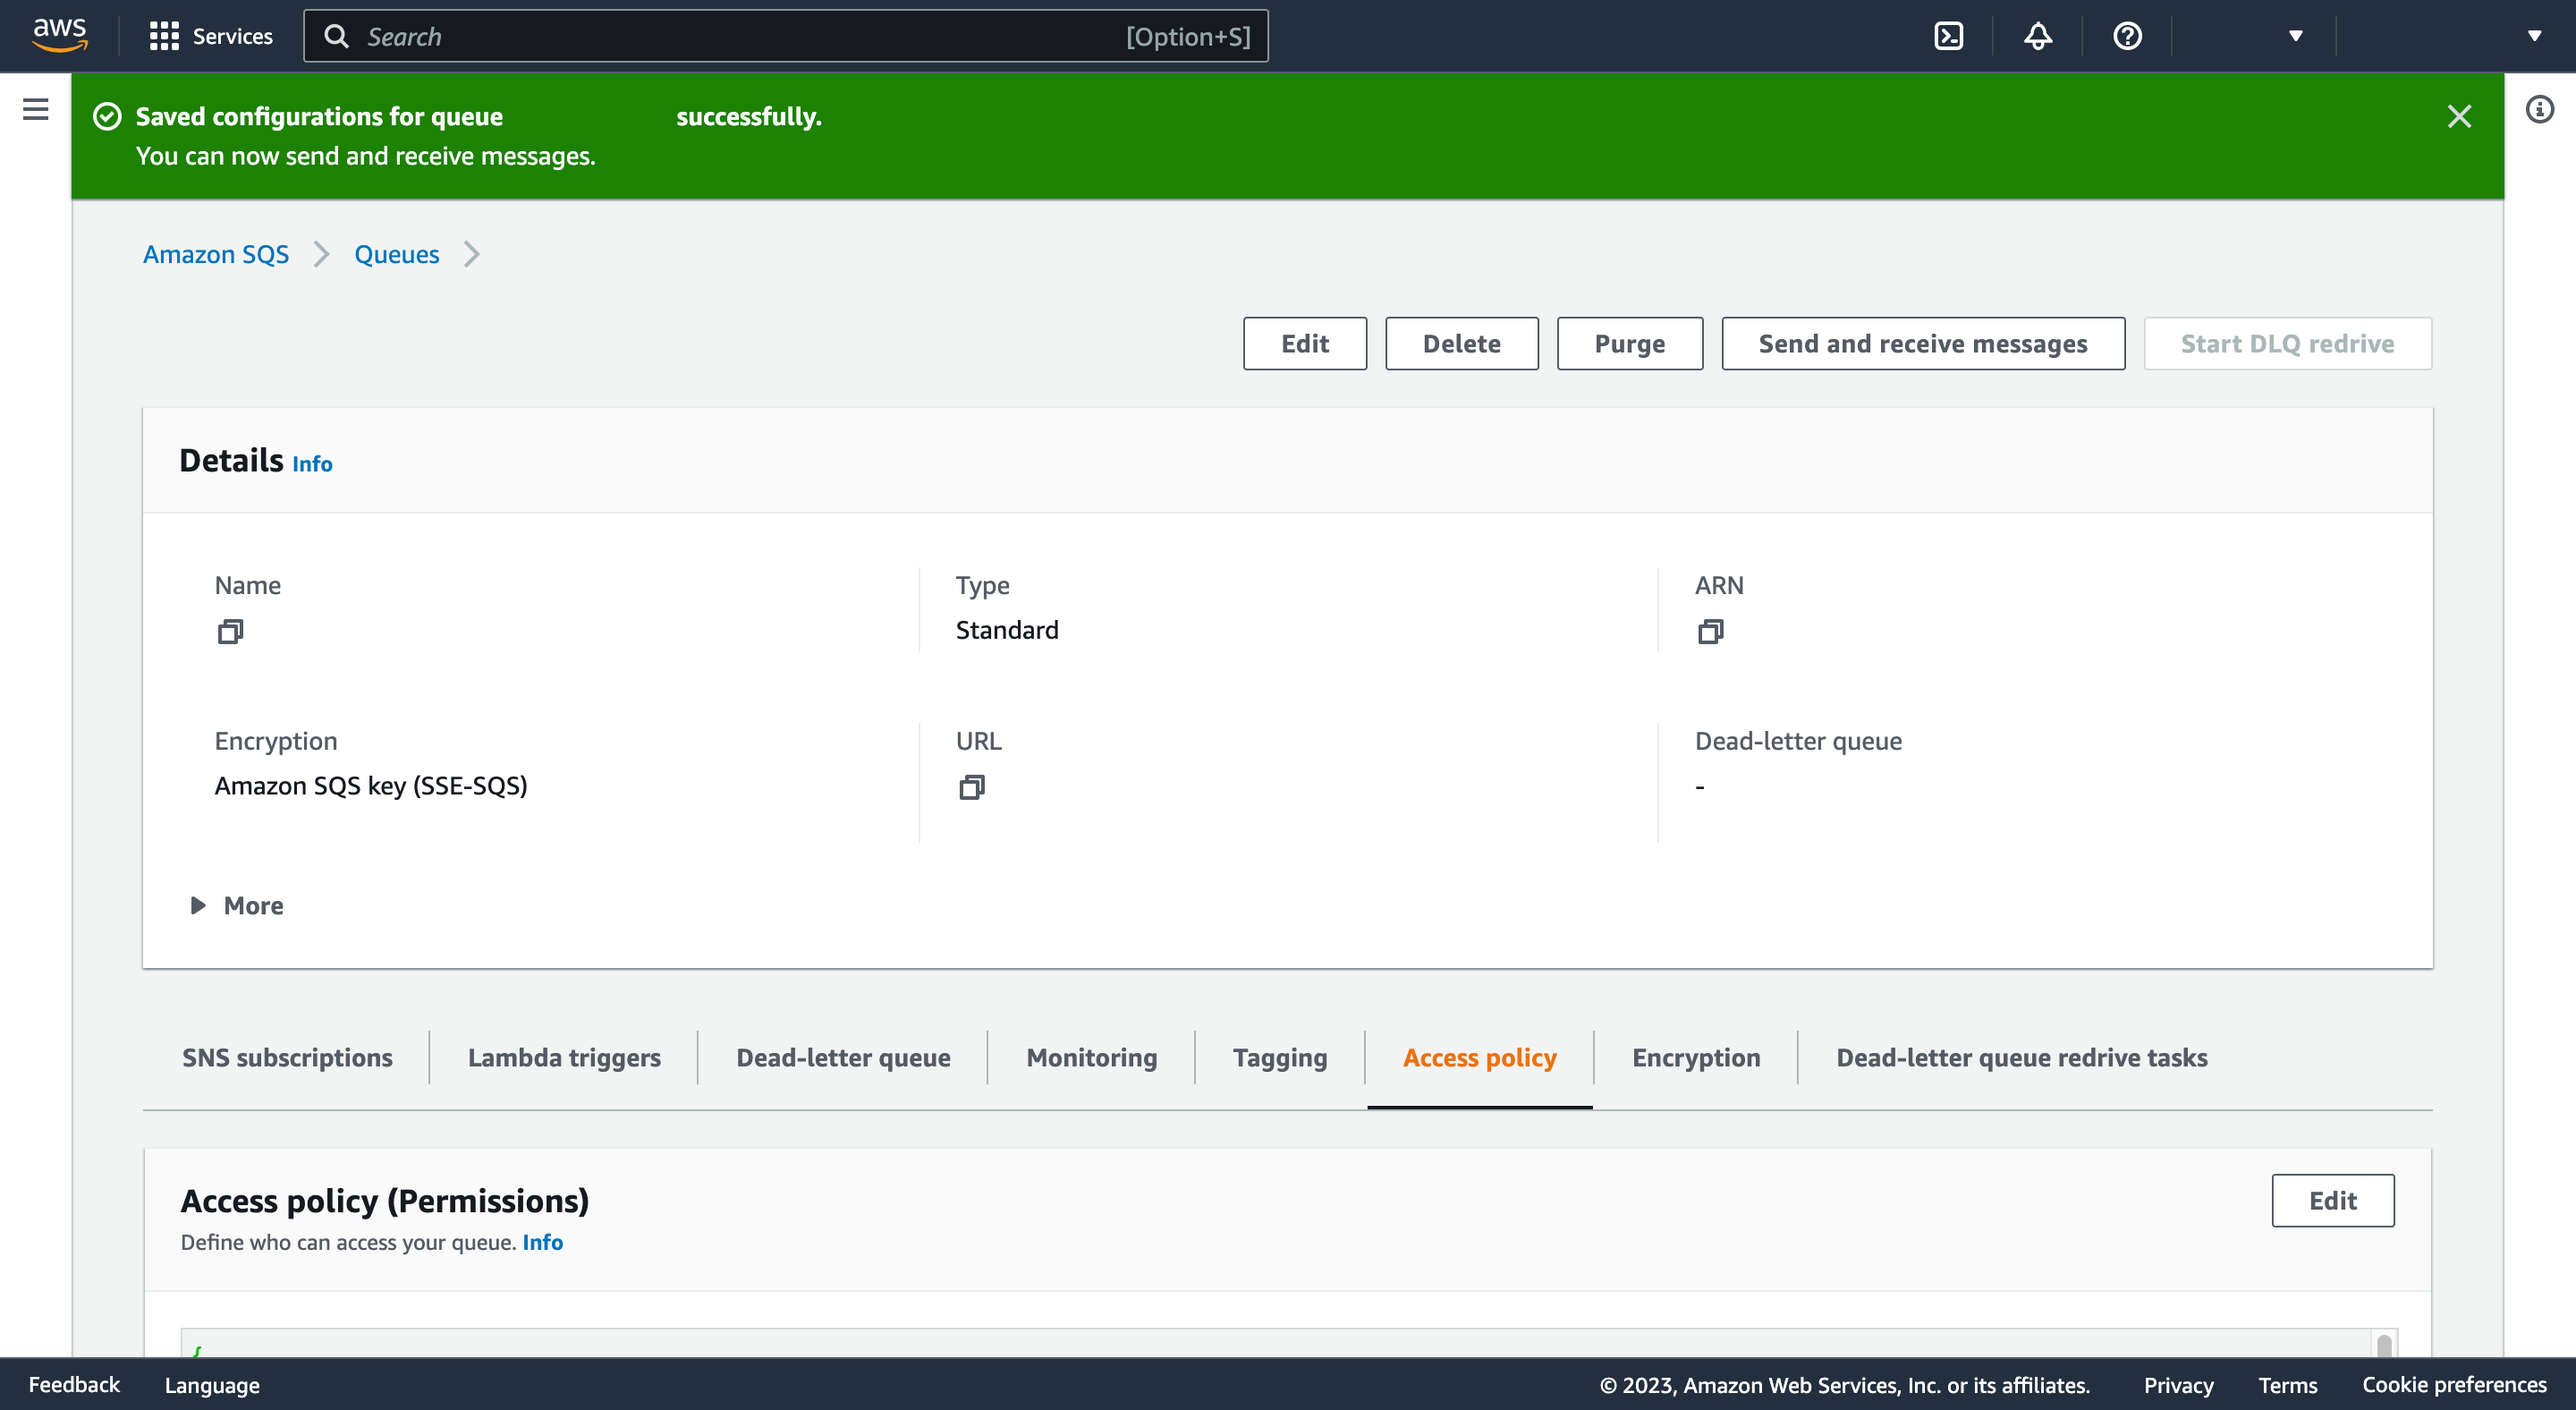 aws Services Search [Option+S]
Saved configurations for queue successfully.
You can now send and receive messages.
Amazon SQS Queues
Edit Delete Purge Send and receive messages Start DLQ redrive
Details Info
Name Type ARN
Standard
Encryption URL Dead-letter queue
Amazon SQS key (SSE-SQS) -
More
SNS subscriptions Lambda triggers Dead-letter queue Monitoring Tagging Access policy Encryption Dead-letter queue redrive tasks
Access policy (Permissions) Edit
Define who can access your queue. Info
{
Feedback Language © 2023, Amazon Web Services, Inc. or its affiliates. Privacy Terms Cookie preferences